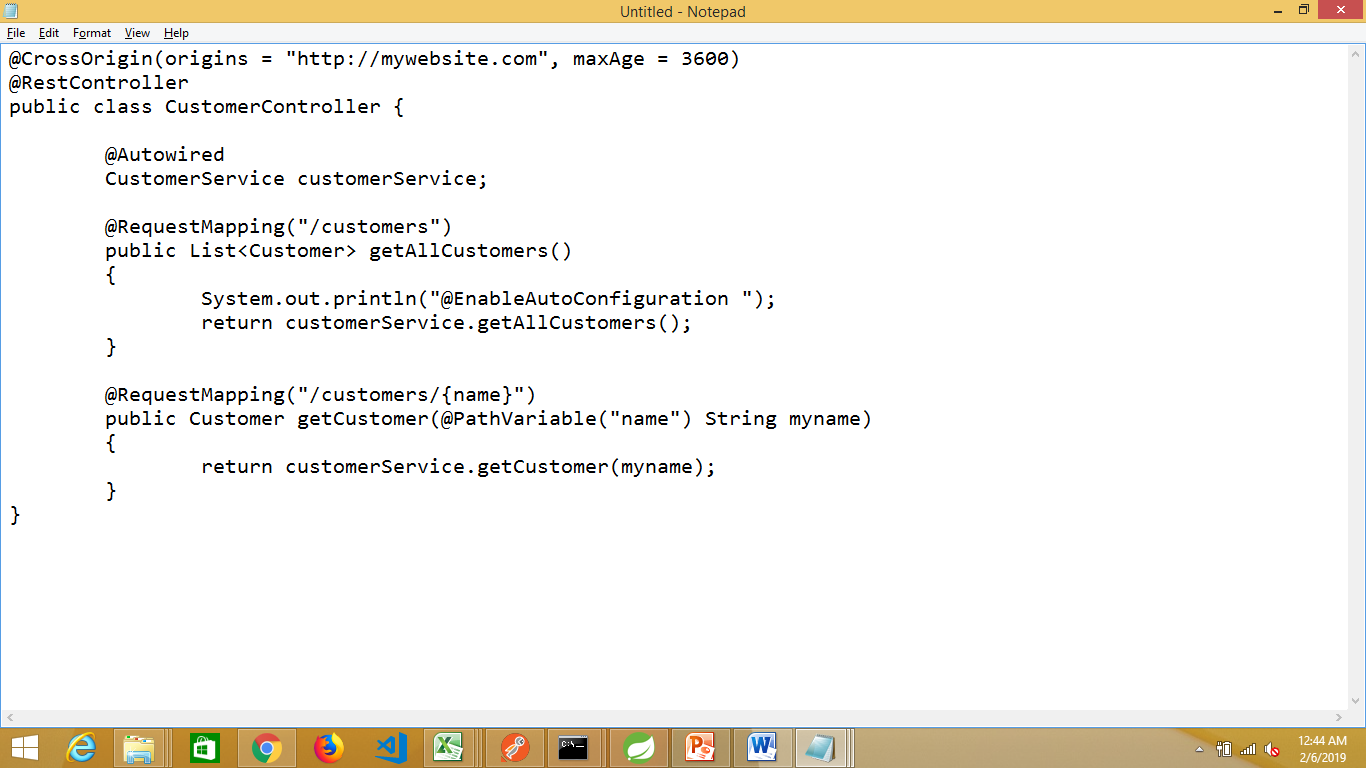 Untitled - Notepad
File Edit Format View Help
@CrossOrigin(origins = "http://mywebsite.com", maxAge = 3600)
@RestController
public class CustomerController {
@Autowired
CustomerService customerService;
@RequestMapping("/customers")
public List<Customer> getAllCustomers()
{
System.out.println("@EnableAutoConfiguration ");
return customerService.getAllCustomers();
}
@RequestMapping("/customers/{name}")
public Customer getCustomer(@PathVariable("name") String myname)
{
return customerService.getCustomer(myname);
}
}
12:44 AM
2/6/2019